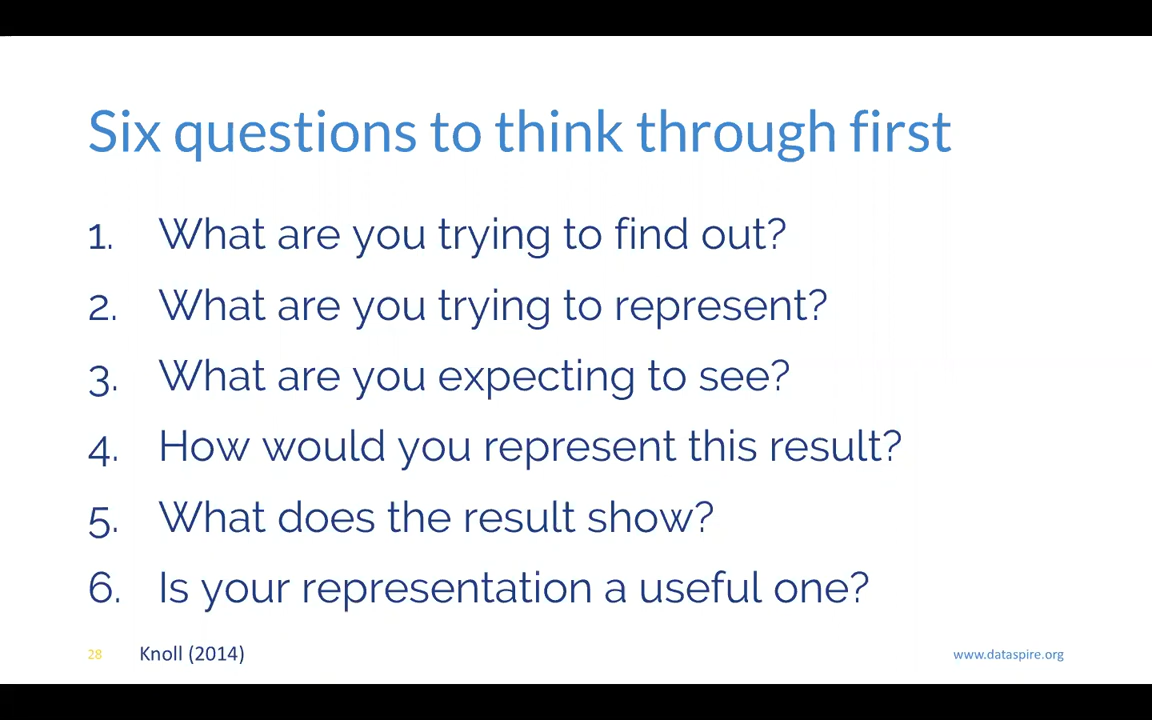 Six questions to think through first
1. What are you trying to find out?
2. What are you trying to represent?
3. What are you expecting to see?
4. How would you represent this result?
5. What does the result show?
6. Is your representation a useful one?
28 Knoll (2014) www.dataspire.org